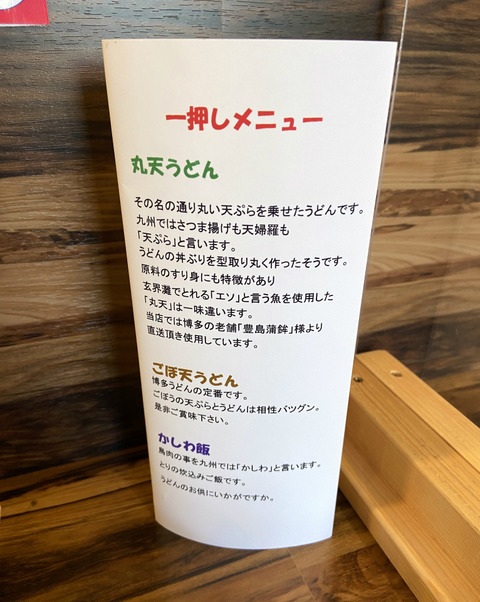 一押しメニュー
丸天うどん
その名の通り丸い天ぷらを乗せたうどんです。
九州ではさつま揚げも天婦羅も
「天ぷら」と言います。
うどんの丼ぶりを型取り丸く作ったそうです。
原料のすり身にも特徴があり
玄界灘でとれる「エソ」と言う魚を使用した
「丸天」は一味違います。
当店では博多の老舗「豊島蒲鉾」様より
直送頂き使用しています。
ごぼ天うどん
博多うどんの定番です。
ごぼうの天ぷらとうどんは相性バツグン。
是非ご賞味下さい。
かしわ飯
鳥肉の事を九州では「かしわ」と言います。
とりの炊込みご飯です。
うどんのお供にいかがですか。